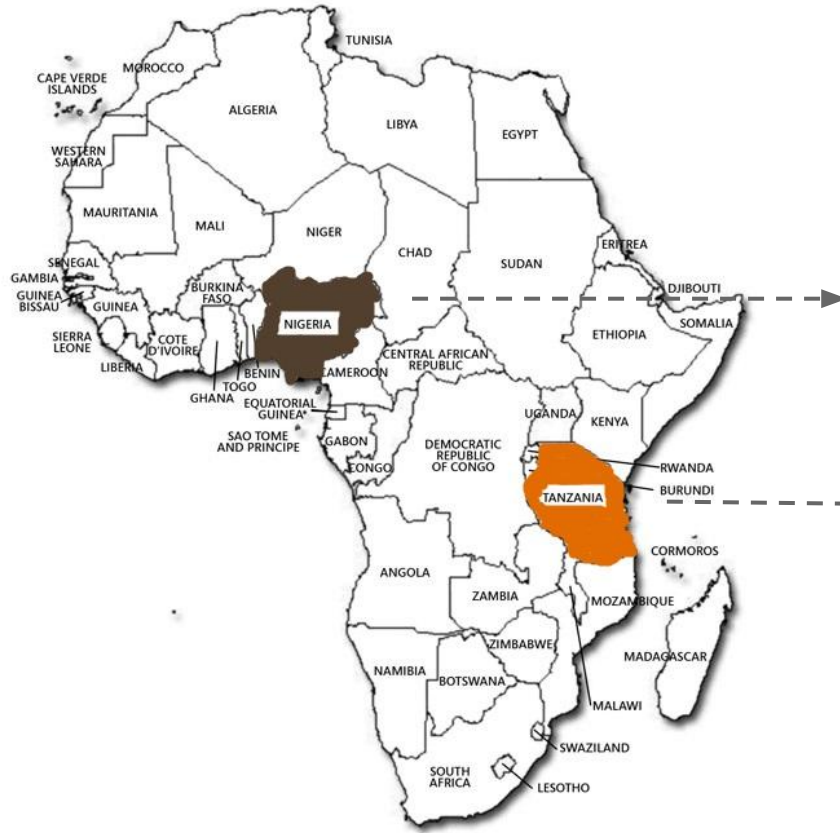 TUNISIA
MOROCCO
CAPE VERDE
ISLANDS
ALGERIA
LIBYA
EGYPT
WESTERN
SAHARA
MAURITANIA
MALI
NIGER
CHAD
SUDAN
ERITREA
SENEGAL
GAMBIA
GUINEA
BISSAU
GUINEA
BURKINA
FASO
DJIBOUTI
SOMALIA
NIGERIA
ETHIOPIA
SIERRA
LEONE
COTE
D'IVOIRE
LIBERIA
GHANA
TOGO
BENIN
CAMEROON
CENTRAL AFRICAN
REPUBLIC
EQUATORIAL
GUINEA
SAO TOME
AND PRINCIPE
GABON
CONGO
DEMOCRATIC
REPUBLIC
OF CONGO
UGANDA
KENYA
RWANDA
BURUNDI
TANZANIA
CORMOROS
ANGOLA
ZAMBIA
MOZAMBIQUE
ZIMBABWE
MADAGASCAR
NAMIBIA
BOTSWANA
MALAWI
SWAZILAND
SOUTH
AFRICA
LESOTHO